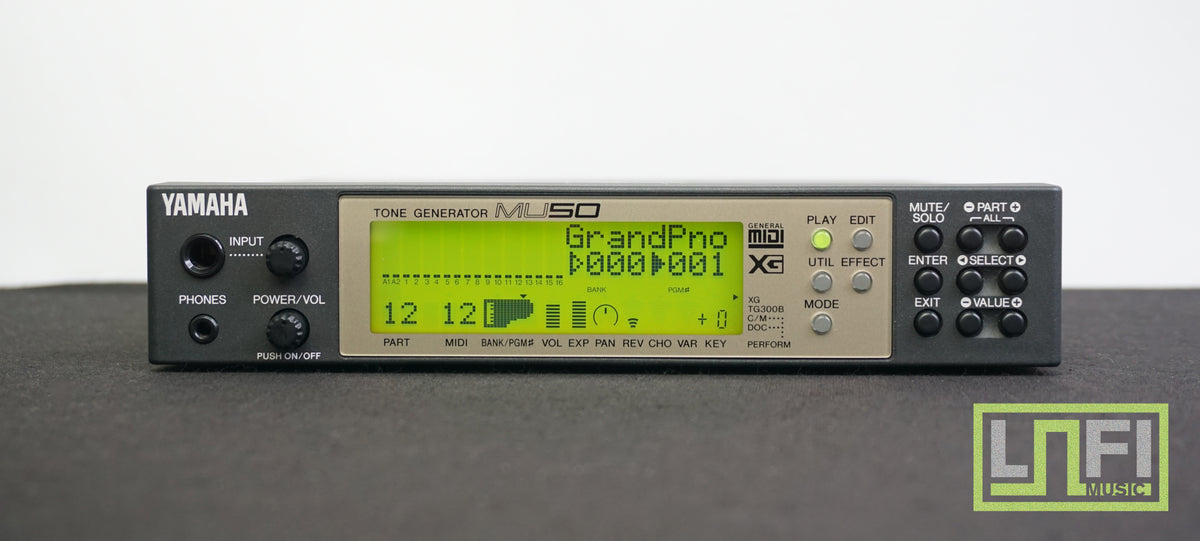 YAMAHA
INPUT
PHONES
POWER/VOL
PUSH ON/OFF
TONE GENERATOR MU50
GrandPno
▷000▶001
A1 A2 1 2 3 4 5 6 7 8 9 10 11 12 13 14 15 16
BANK PGM#
12 12 +0
PART MIDI BANK/PGM# VOL EXP PAN REV CHO VAR KEY
GENERAL
MIDI
XG
XG
TG300B
C/M
DOC
PERFORM
PLAY EDIT
UTIL EFFECT
MODE
MUTE/
SOLO
ENTER
EXIT
- PART +
ALL
◀SELECT▶
- VALUE +
LNFI
MUSIC